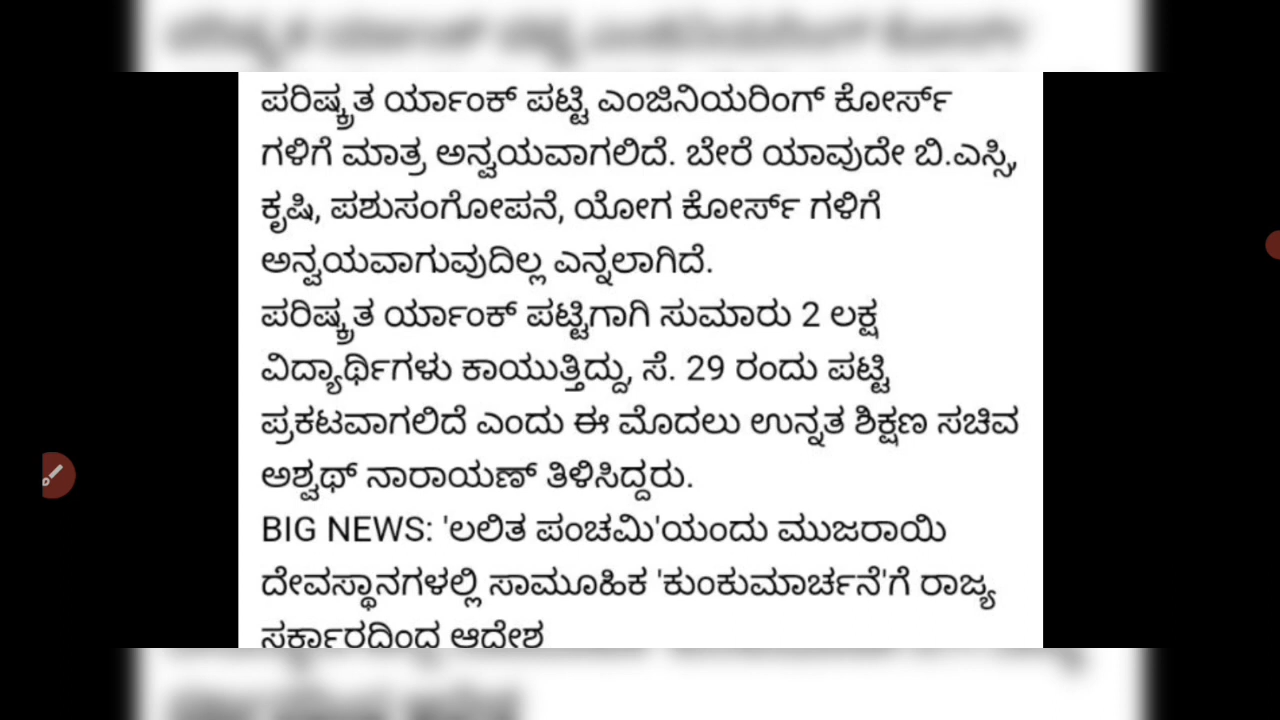 ಪರಿಷ್ಕೃತ ರ್ಯಾಂಕ್ ಪಟ್ಟಿ ಎಂಜಿನಿಯರಿಂಗ್ ಕೋರ್ಸ್
ಗಳಿಗೆ ಮಾತ್ರ ಅನ್ವಯವಾಗಲಿದೆ. ಬೇರೆ ಯಾವುದೇ ಬಿ.ಎಸ್ಸಿ,
ಕೃಷಿ, ಪಶುಸಂಗೋಪನೆ, ಯೋಗ ಕೋರ್ಸ್ ಗಳಿಗೆ
ಅನ್ವಯವಾಗುವುದಿಲ್ಲ ಎನ್ನಲಾಗಿದೆ.
ಪರಿಷ್ಕೃತ ರ್ಯಾಂಕ್ ಪಟ್ಟಿಗಾಗಿ ಸುಮಾರು 2 ಲಕ್ಷ
ವಿದ್ಯಾರ್ಥಿಗಳು ಕಾಯುತ್ತಿದ್ದು, ಸೆ. 29 ರಂದು ಪಟ್ಟಿ
ಪ್ರಕಟವಾಗಲಿದೆ ಎಂದು ಈ ಮೊದಲು ಉನ್ನತ ಶಿಕ್ಷಣ ಸಚಿವ
ಅಶ್ವಥ್ ನಾರಾಯಣ್ ತಿಳಿಸಿದ್ದರು.
BIG NEWS: 'ಲಲಿತ ಪಂಚಮಿ'ಯಂದು ಮುಜರಾಯಿ
ದೇವಸ್ಥಾನಗಳಲ್ಲಿ ಸಾಮೂಹಿಕ 'ಕುಂಕುಮಾರ್ಚನೆ'ಗೆ ರಾಜ್ಯ
ಸರ್ಕಾರದಿಂದ ಆದೇಶ